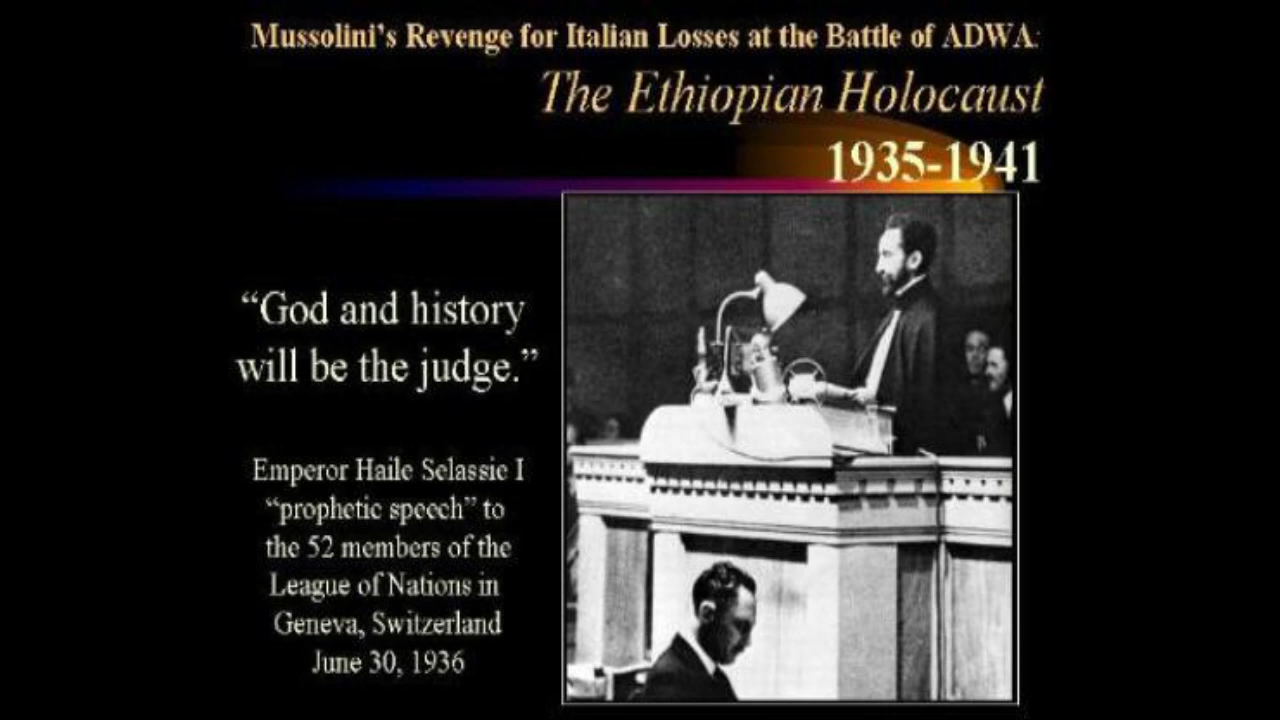 Mussolini's Revenge for Italian Losses at the Battle of ADWA:
The Ethiopian Holocaust
1935-1941
“God and history
will be the judge.”
Emperor Haile Selassie I
“prophetic speech” to
the 52 members of the
League of Nations in
Geneva, Switzerland
June 30, 1936